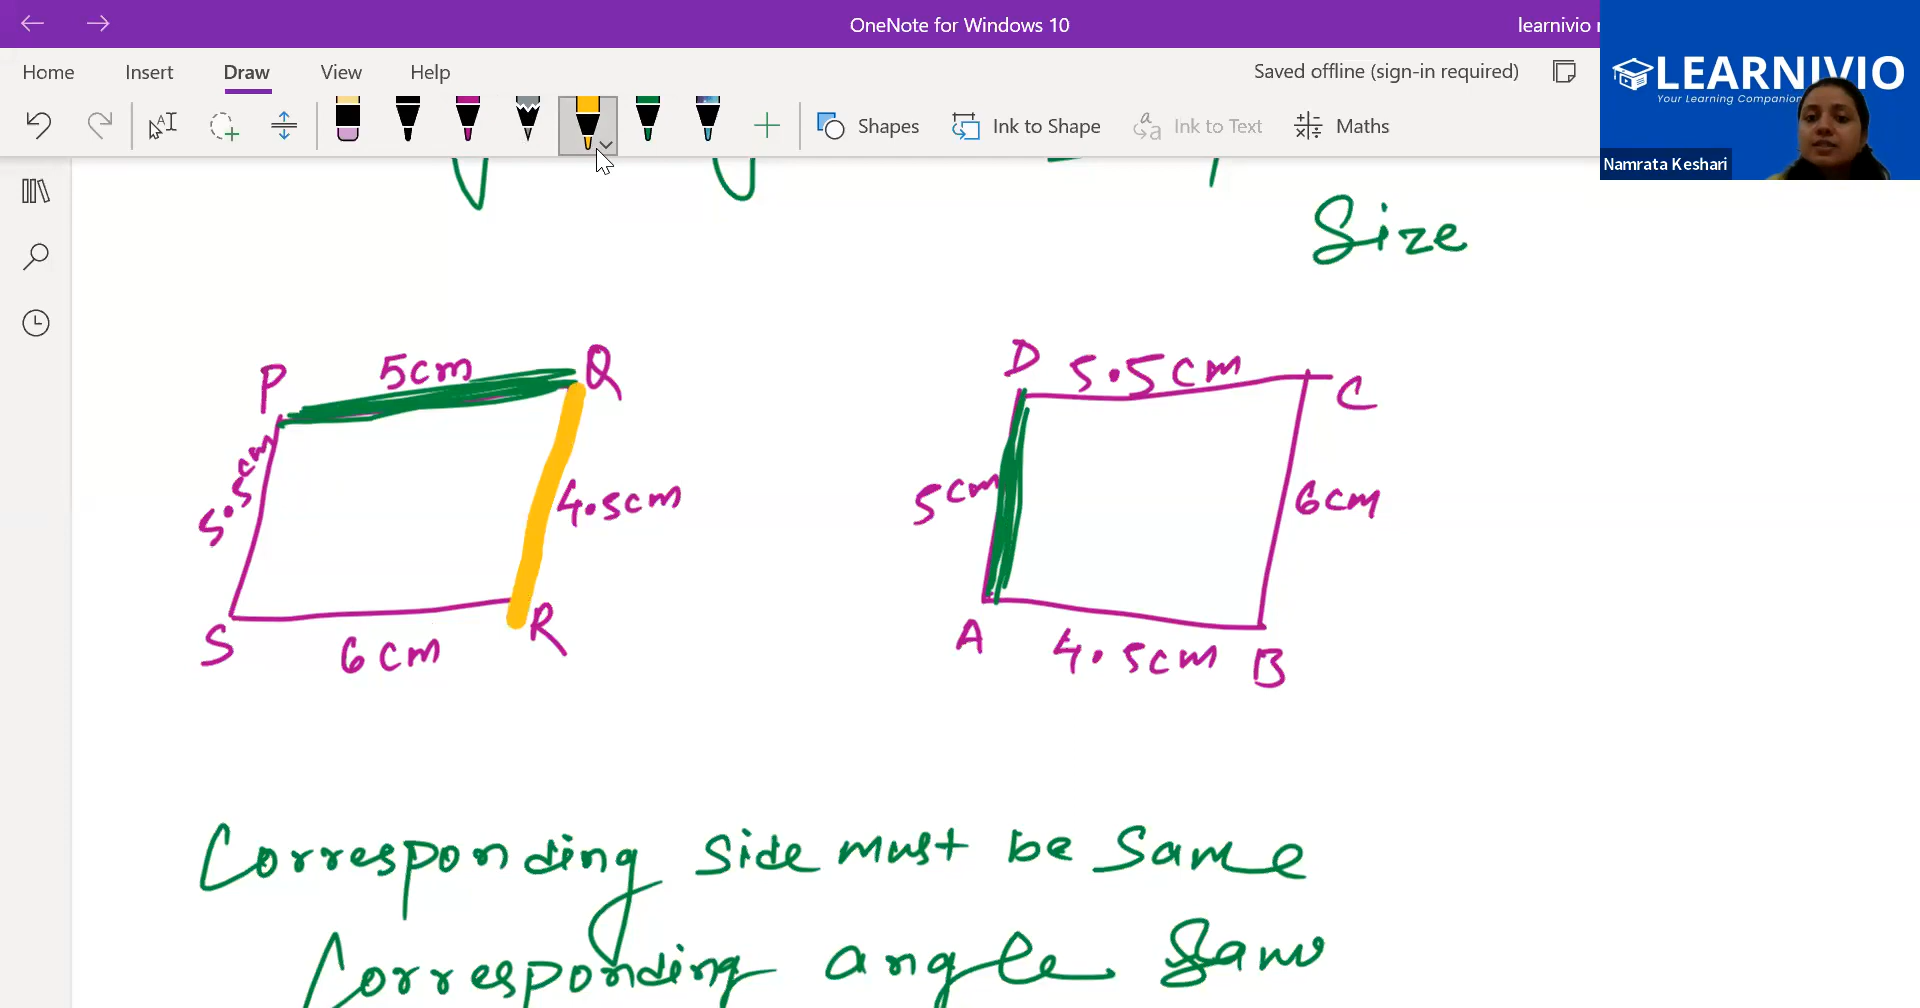 OneNote for Windows 10
learnivio
LEARNIVIO
Your Learning Companion
Namrata Keshari
Home Insert Draw View Help
Saved offline (sign-in required)
Shapes Ink to Shape Ink to Text Maths
Size
P 5cm Q
D 5.5cm C
5.5cm
4.5cm
5cm
6cm
S 6cm R
A 4.5cm B
Corresponding side must be same
Corresponding angle same